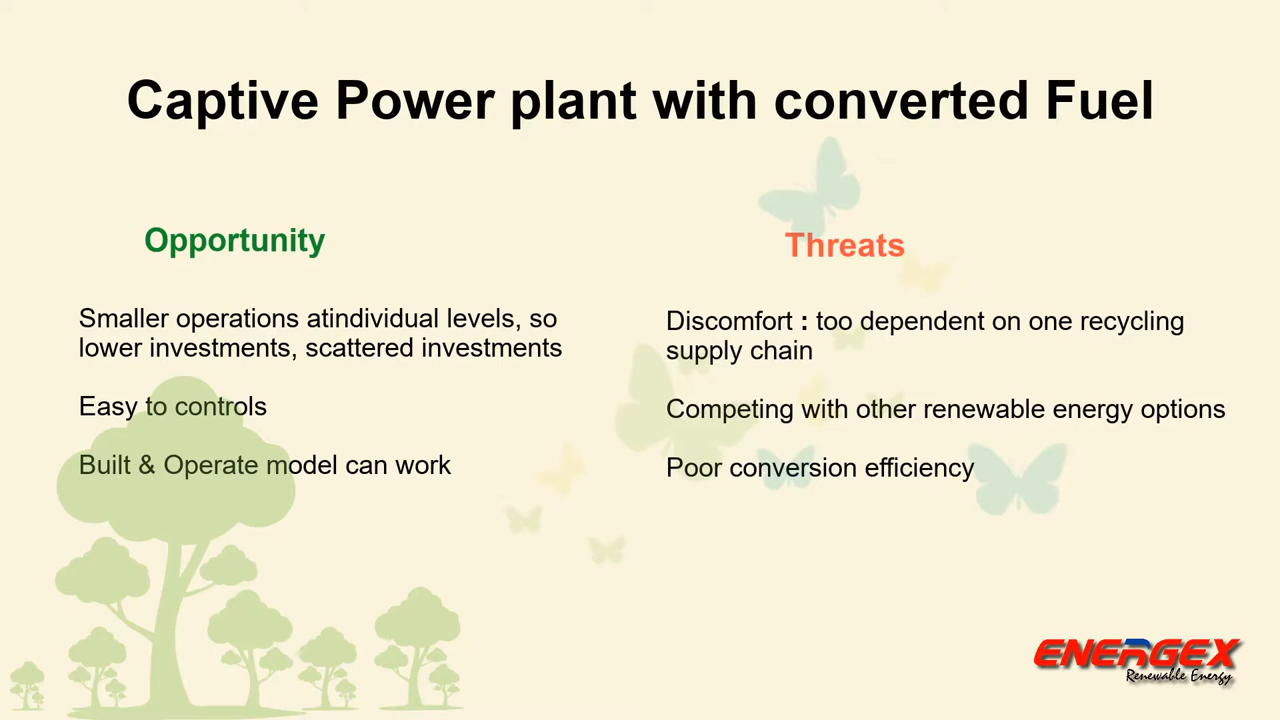 Captive Power plant with converted Fuel
Opportunity
Smaller operations atindividual levels, so
lower investments, scattered investments
Easy to controls
Built & Operate model can work
Threats
Discomfort : too dependent on one recycling
supply chain
Competing with other renewable energy options
Poor conversion efficiency
ENERGEX
Renewable Energy